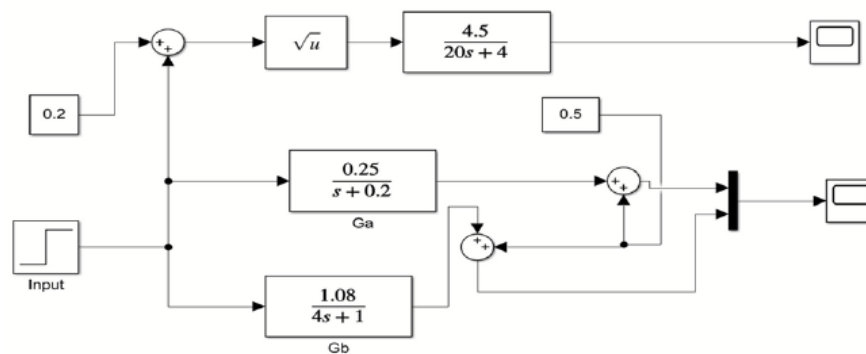 +
+
√u
4.5
20s + 4
0.2
0.5
0.25
s + 0.2
Ga
+
+
+
+
Input
1.08
4s + 1
Gb